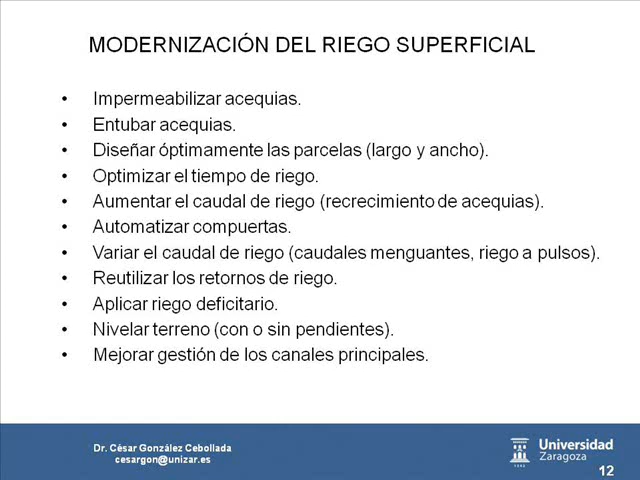 MODERNIZACIÓN DEL RIEGO SUPERFICIAL
• Impermeabilizar acequias.
• Entubar acequias.
• Diseñar óptimamente las parcelas (largo y ancho).
• Optimizar el tiempo de riego.
• Aumentar el caudal de riego (recrecimiento de acequias).
• Automatizar compuertas.
• Variar el caudal de riego (caudales menguantes, riego a pulsos).
• Reutilizar los retornos de riego.
• Aplicar riego deficitario.
• Nivelar terreno (con o sin pendientes).
• Mejorar gestión de los canales principales.
Dr. César González Cebollada
cesargon@unizar.es
Universidad
Zaragoza
12